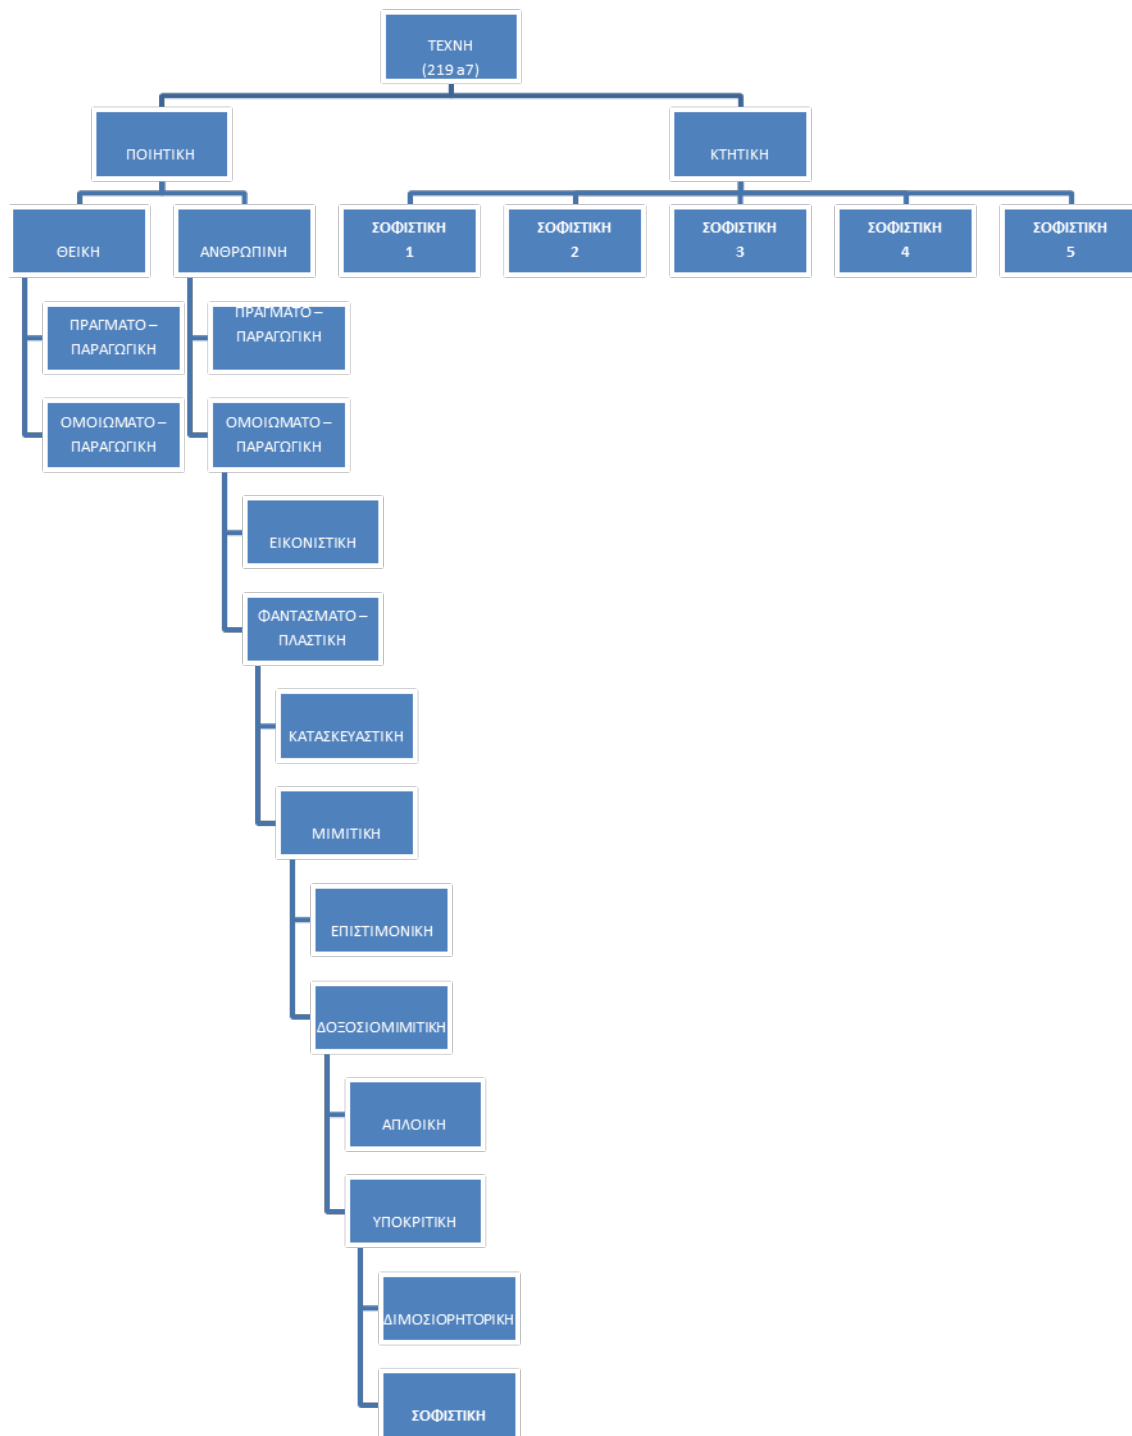 ΤΕΧΝΗ
(219 a7)
ΠΟΙΗΤΙΚΗ
ΚΤΗΤΙΚΗ
ΘΕΙΚΗ
ΑΝΘΡΩΠΙΝΗ
ΣΟΦΙΣΤΙΚΗ
1
ΣΟΦΙΣΤΙΚΗ
2
ΣΟΦΙΣΤΙΚΗ
3
ΣΟΦΙΣΤΙΚΗ
4
ΣΟΦΙΣΤΙΚΗ
5
ΠΡΑΓΜΑΤΟ –
ΠΑΡΑΓΩΓΙΚΗ
ΠΡΑΓΜΑΤΟ –
ΠΑΡΑΓΩΓΙΚΗ
ΟΜΟΙΩΜΑΤΟ –
ΠΑΡΑΓΩΓΙΚΗ
ΟΜΟΙΩΜΑΤΟ –
ΠΑΡΑΓΩΓΙΚΗ
ΕΙΚΟΝΙΣΤΙΚΗ
ΦΑΝΤΑΣΜΑΤΟ –
ΠΛΑΣΤΙΚΗ
ΚΑΤΑΣΚΕΥΑΣΤΙΚΗ
ΜΙΜΙΤΙΚΗ
ΕΠΙΣΤΙΜΟΝΙΚΗ
ΔΟΞΟΣΙΟΜΙΜΙΤΙΚΗ
ΑΠΛΟΙΚΗ
ΥΠΟΚΡΙΤΙΚΗ
ΔΙΜΟΣΙΟΡΗΤΟΡΙΚΗ
ΣΟΦΙΣΤΙΚΗ